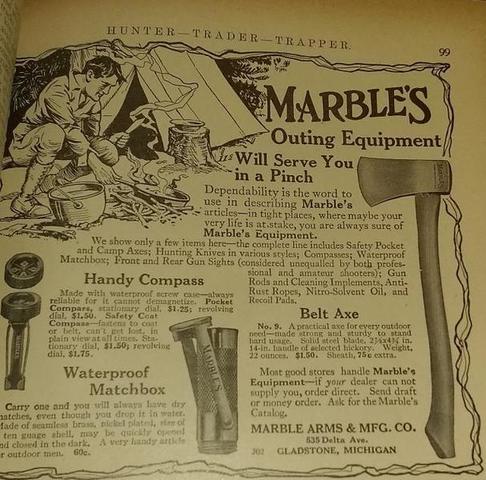 HUNTER—TRADER—TRAPPER. 99
MARBLE'S
Outing Equipment
Its Will Serve You
in a Pinch
Dependability is the word to
use in describing Marble's
articles—in tight places, where maybe your
very life is at stake, you are always sure of
Marble's Equipment.
We show only a few items here—the complete line includes Safety Pocket
and Camp Axes; Hunting Knives in various styles; Compasses; Waterproof
Matchbox; Front and Rear Gun Sights (considered unequalled by both profes-
sional and amateur shooters); Gun
Rods and Cleaning Implements, Anti-
Rust Ropes, Nitro-Solvent Oil, and
Recoil Pads.
Handy Compass
Made with waterproof screw case—always
reliable for it cannot demagnetize. Pocket
Compass, stationary dial, $1.25; revolving
dial, $1.50. Safety Coat
Compass—fastens to coat
or belt, can't get lost, in
plain view at all times. Sta-
tionary dial, $1.50; revolving
dial, $1.75.
Waterproof
Matchbox
Carry one and you will always have dry
matches, even though you drop it in water.
Made of seamless brass, nickel plated, size of
ten guage shell, may be quickly opened
and closed in the dark. A very handy article
for outdoor men. 60c.
MARBLE'S
Belt Axe
No. 9. A practical axe for every outdoor
need—made strong and sturdy to stand
hard usage. Solid steel blade, 2½x4¾ in.
14-in. handle of selected hickory. Weight,
22 ounces. $1.50. Sheath, 75c extra.
Most good stores handle Marble's
Equipment—if your dealer can not
supply you, order direct. Send draft
or money order. Ask for the Marble's
Catalog.
MARBLE ARMS & MFG. CO.
535 Delta Ave.
GLADSTONE, MICHIGAN
302